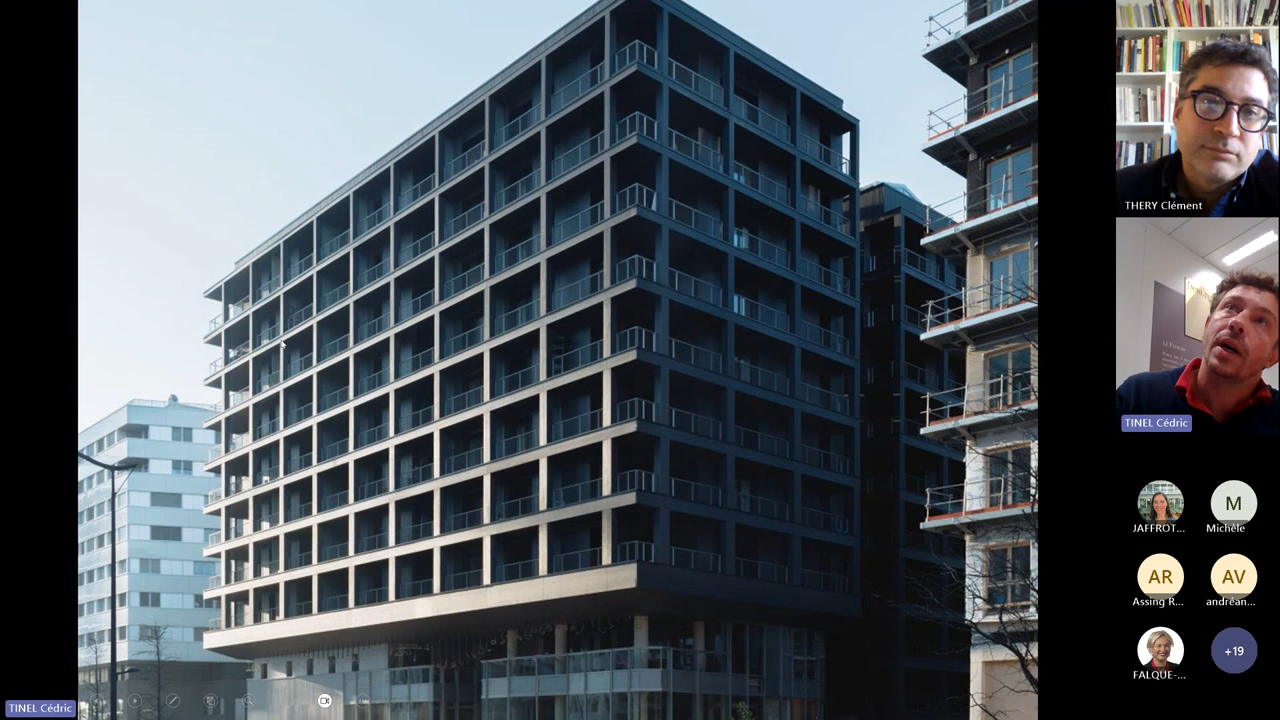 THERY Clément
TINEL Cédric
JAFFROT...
M
Michèle
AR
Assing R...
AV
andréan...
FALQUE-...
+19
TINEL Cédric